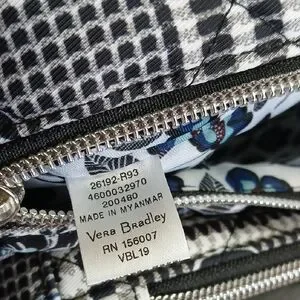 26192-R93
4600032970
200480
MADE IN MYANMAR
Vera Bradley
RN 156007
VBL19